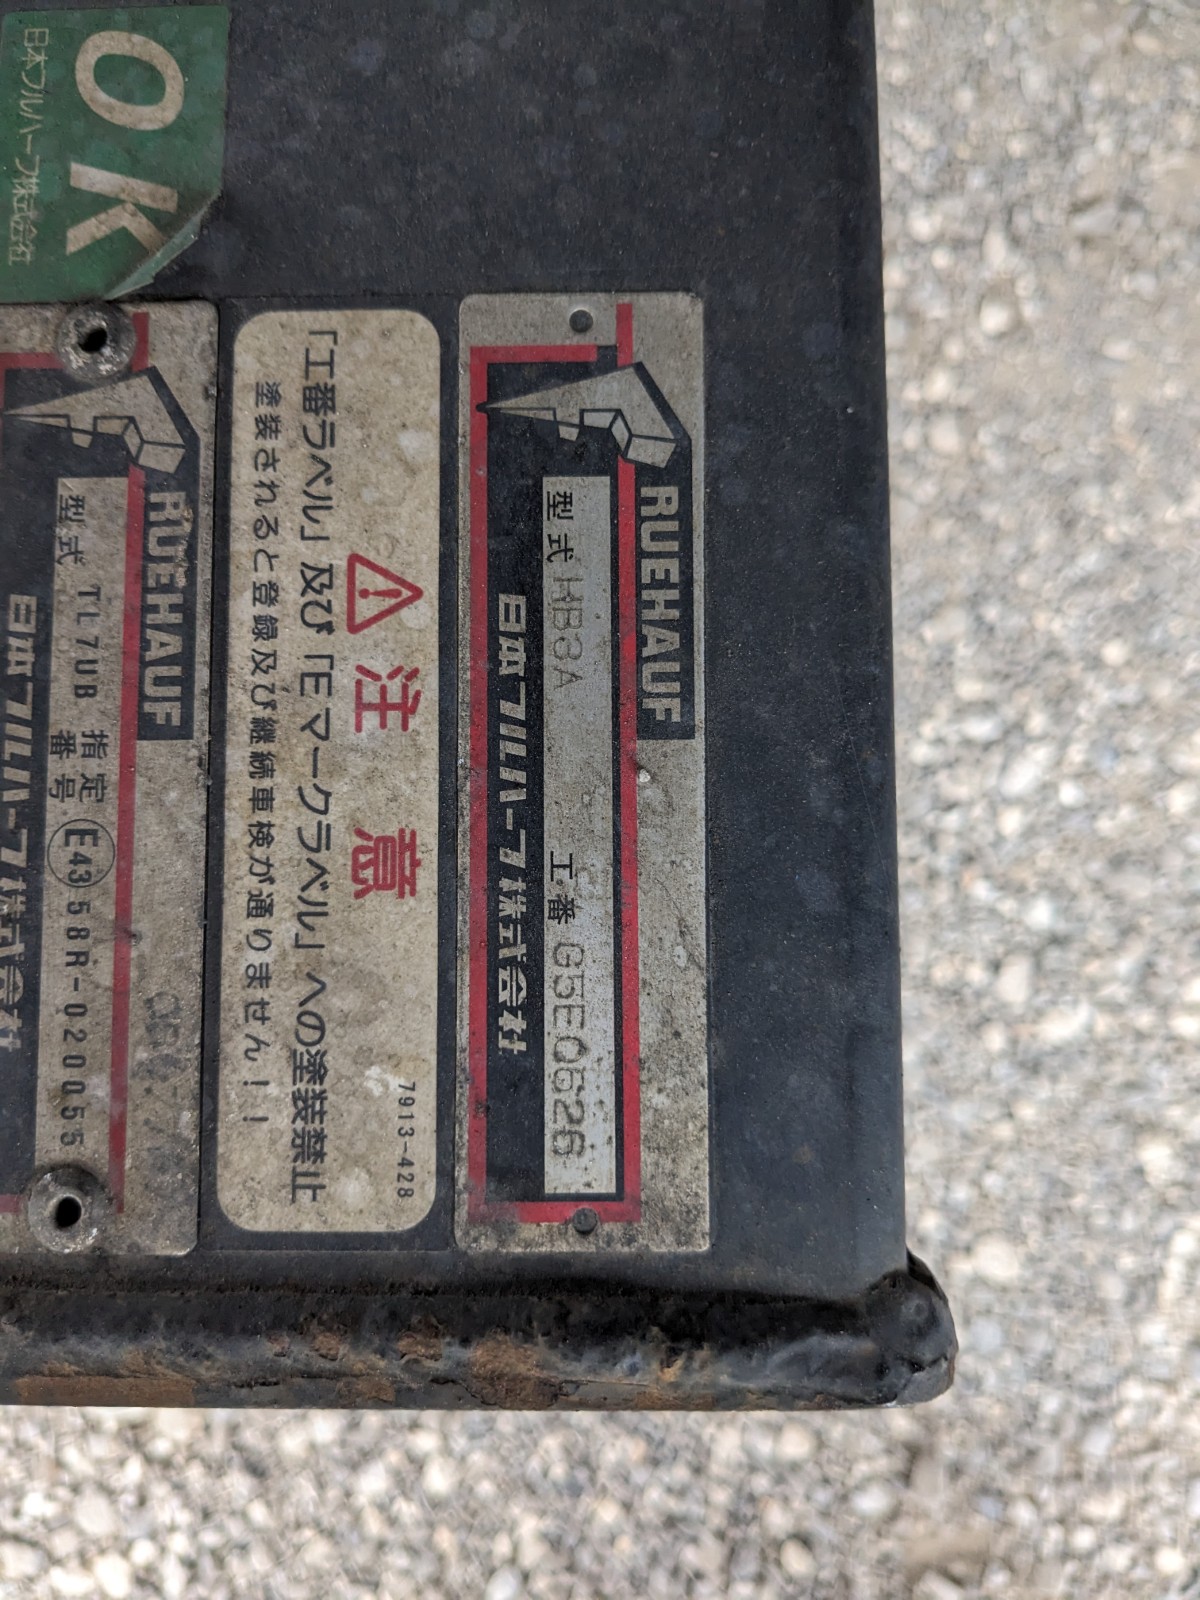 RUEHAUF
型式 HB3A 工番 G5E0626
日本フルハーフ株式会社
7913-428
注意
「工番ラベル」及び「Eマークラベル」への塗装禁止
塗装されると登録及び継続車検が通りません！！
RUEHAUF
型式 TL7UB 指定番号 E43 58R-020055
日本フルハーフ株式会社
OK
日本フルハーフ株式会社